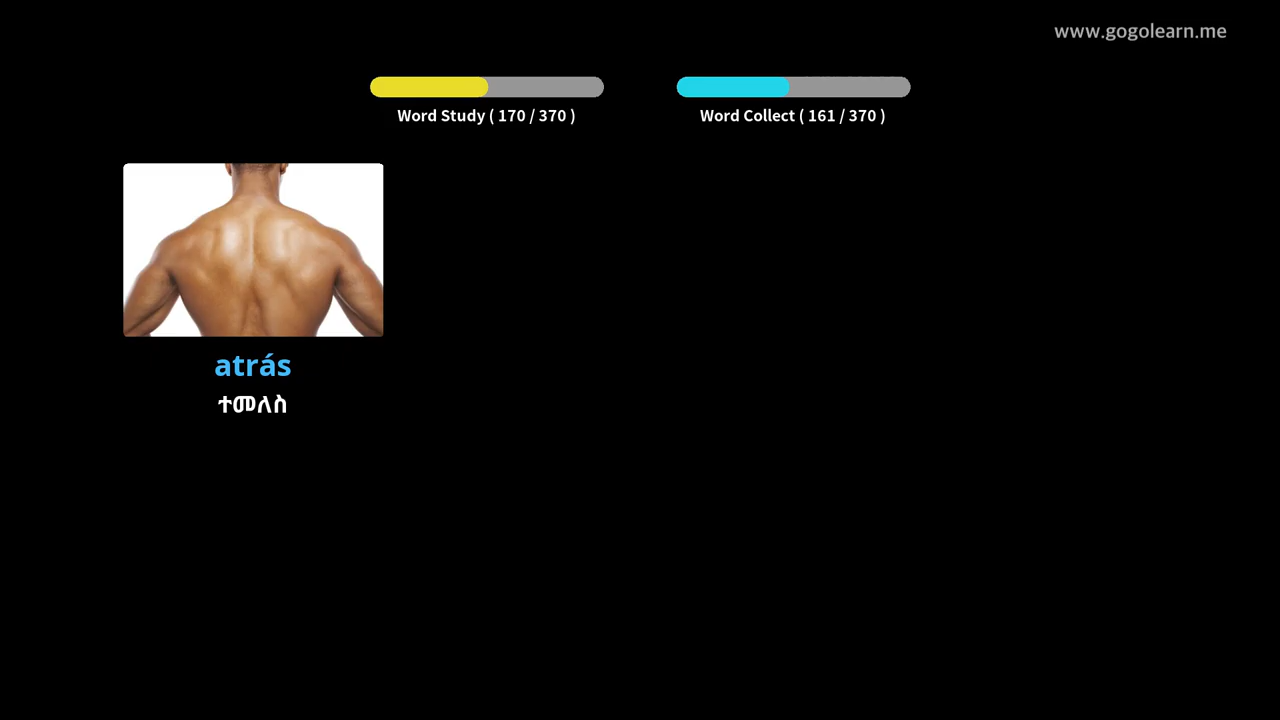 www.gogolearn.me
Word Study ( 170 / 370 )
Word Collect ( 161 / 370 )
atrás
ተመለስ